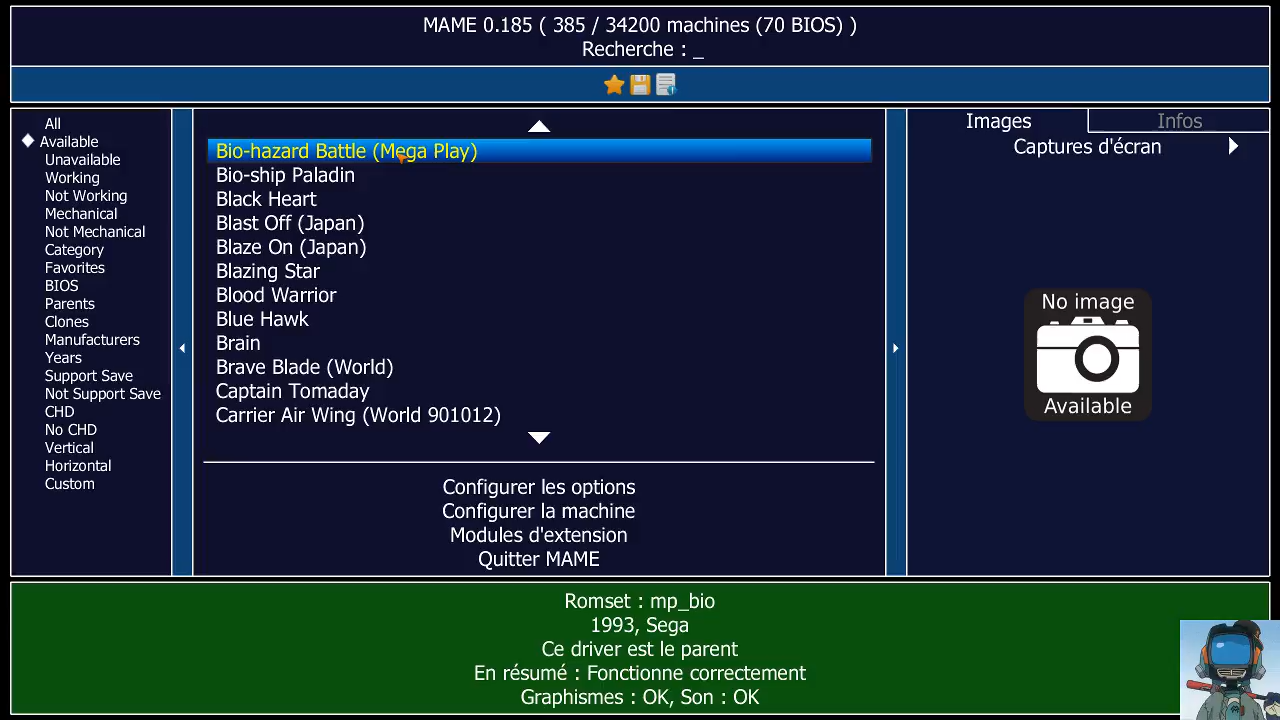 MAME 0.185 ( 385 / 34200 machines (70 BIOS) )
Recherche : _
All
Available
Unavailable
Working
Not Working
Mechanical
Not Mechanical
Category
Favorites
BIOS
Parents
Clones
Manufacturers
Years
Support Save
Not Support Save
CHD
No CHD
Vertical
Horizontal
Custom
Bio-hazard Battle (Mega Play)
Bio-ship Paladin
Black Heart
Blast Off (Japan)
Blaze On (Japan)
Blazing Star
Blood Warrior
Blue Hawk
Brain
Brave Blade (World)
Captain Tomaday
Carrier Air Wing (World 901012)
Configurer les options
Configurer la machine
Modules d'extension
Quitter MAME
Images
Infos
Captures d'écran
No image
Available
Romset : mp_bio
1993, Sega
Ce driver est le parent
En résumé : Fonctionne correctement
Graphismes : OK, Son : OK